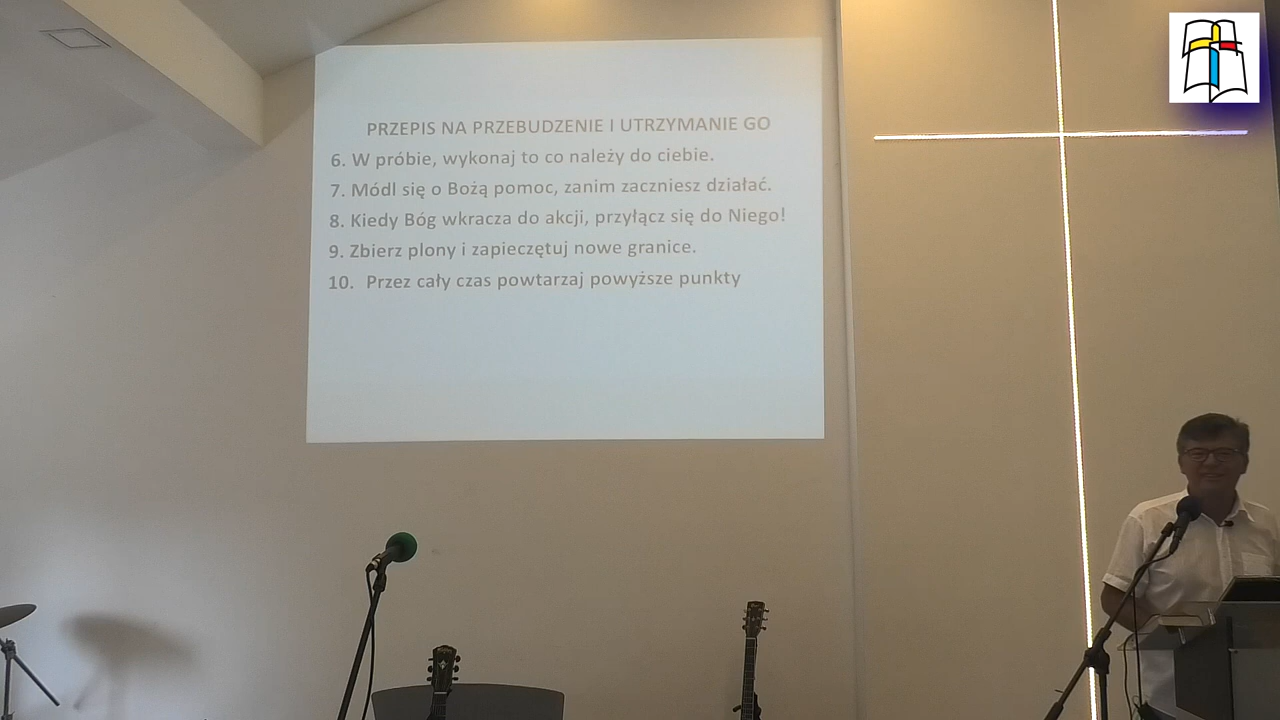 PRZEPIS NA PRZEBUDZENIE I UTRZYMANIE GO
6. W próbie, wykonaj to co należy do ciebie.
7. Módl się o Bożą pomoc, zanim zaczniesz działać.
8. Kiedy Bóg wkracza do akcji, przyłącz się do Niego!
9. Zbierz plony i zapieczętuj nowe granice.
10. Przez cały czas powtarzaj powyższe punkty